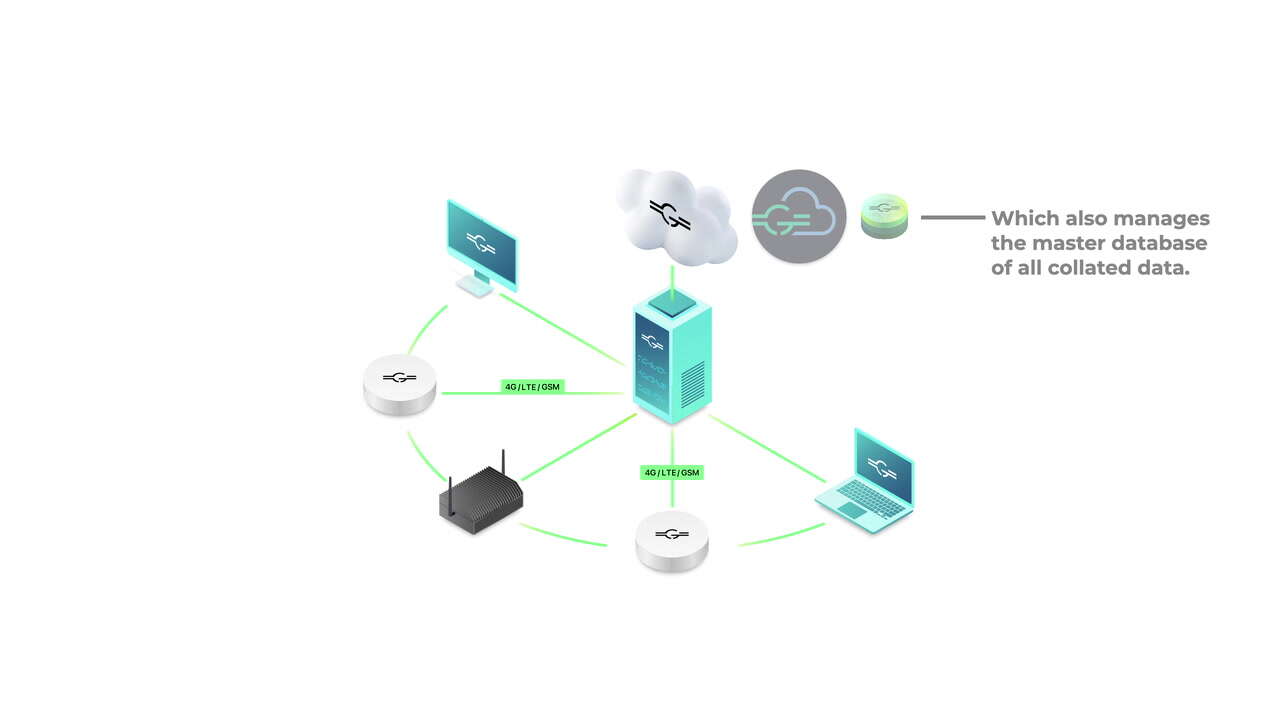 Which also manages
the master database
of all collated data.
4G/LTE/GSM
4G/LTE/GSM